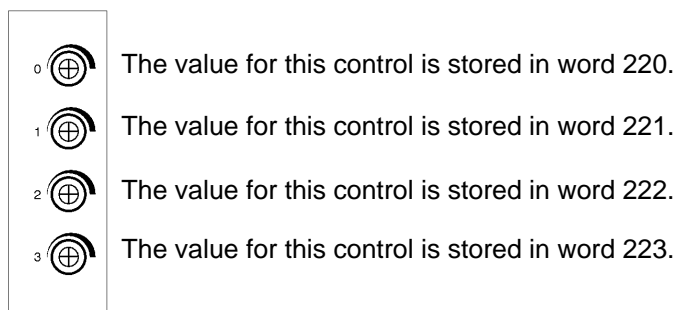 0 The value for this control is stored in word 220.
1 The value for this control is stored in word 221.
2 The value for this control is stored in word 222.
3 The value for this control is stored in word 223.